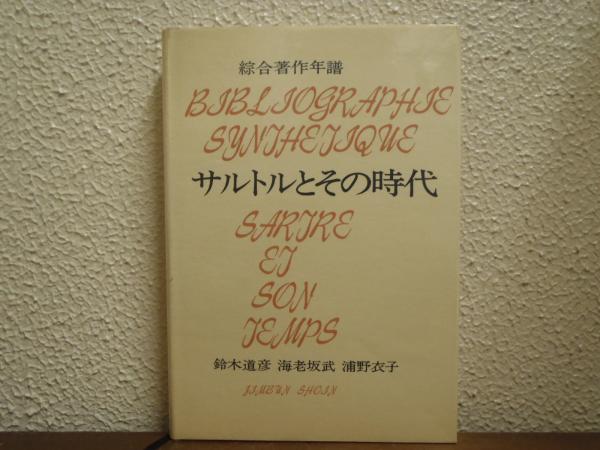 綜合著作年譜
BIBLIOGRAPHIE
SYNTHETIQUE
サルトルとその時代
SARTRE
ET
SON
TEMPS
鈴木道彦 海老坂武 浦野衣子
JIMBUN SHOIN